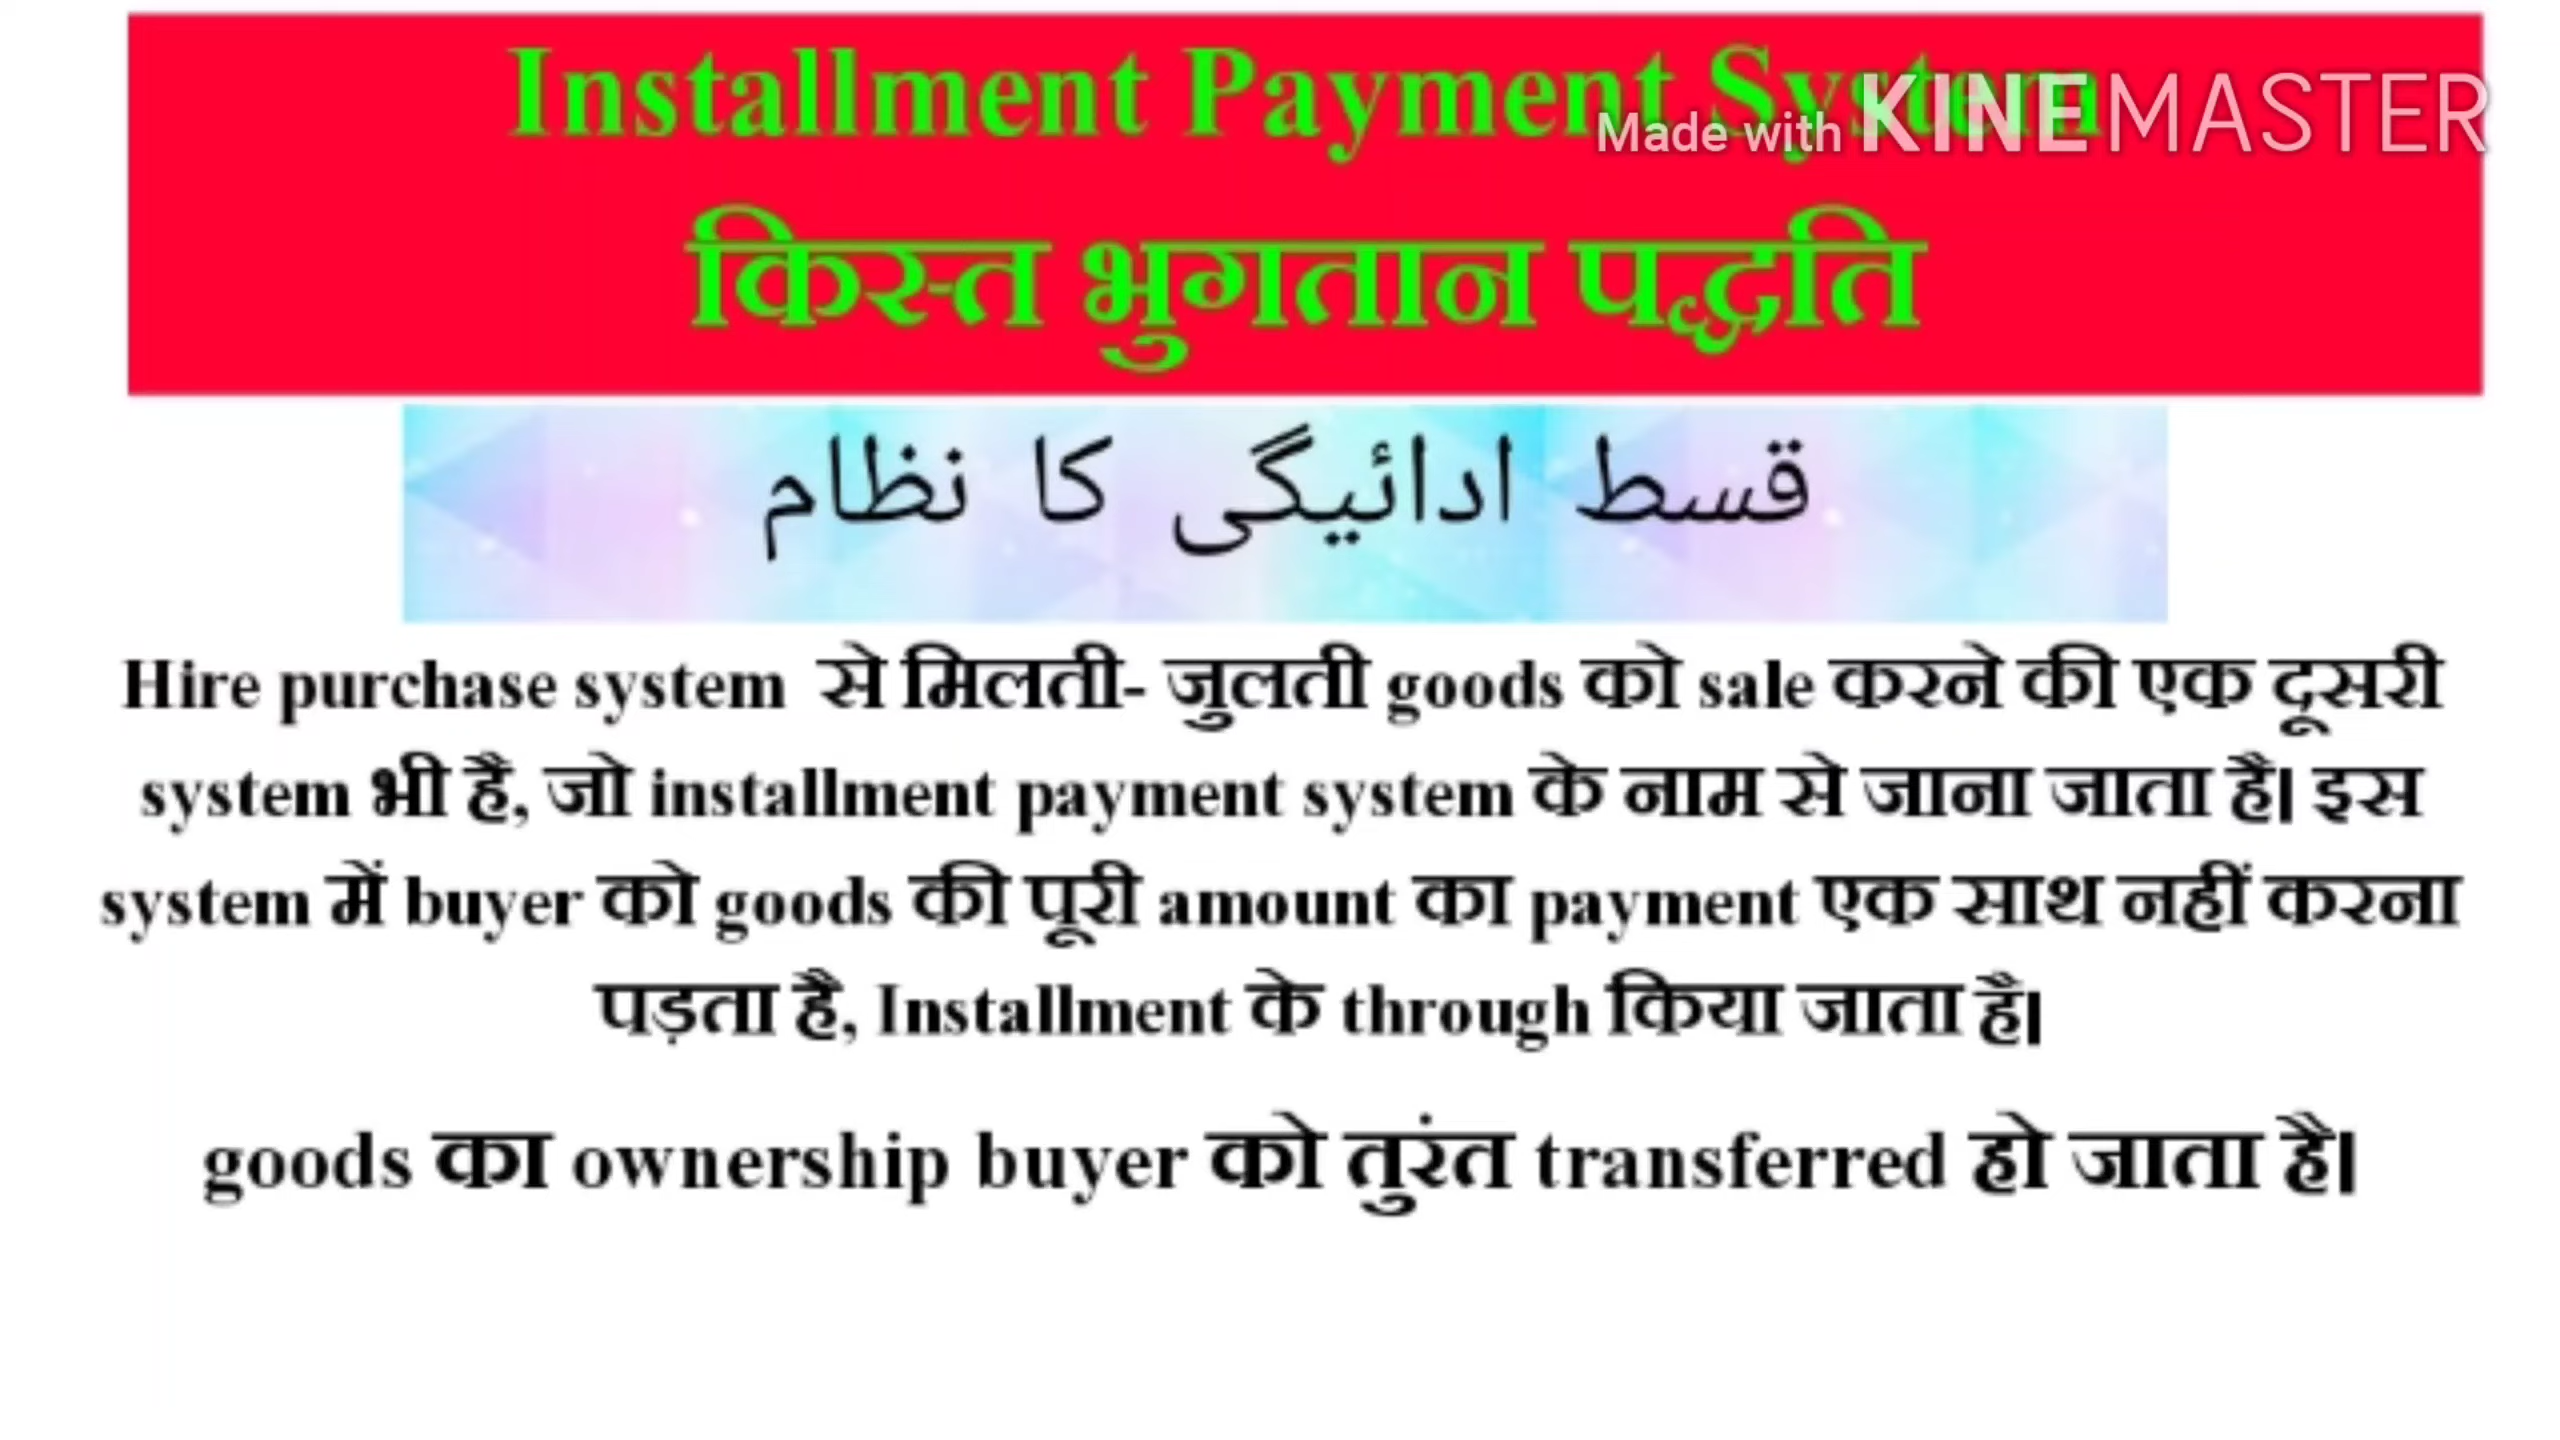 Installment Payment System
Made with KINEMASTER
किस्त भुगतान पद्धति
قسط ادائیگی کا نظام
Hire purchase system से मिलती- जुलती goods को sale करने की एक दूसरी
system भी है, जो installment payment system के नाम से जाना जाता है। इस
system में buyer को goods की पूरी amount का payment एक साथ नहीं करना
पड़ता है, Installment के through किया जाता है।
goods का ownership buyer को तुरंत transferred हो जाता है।